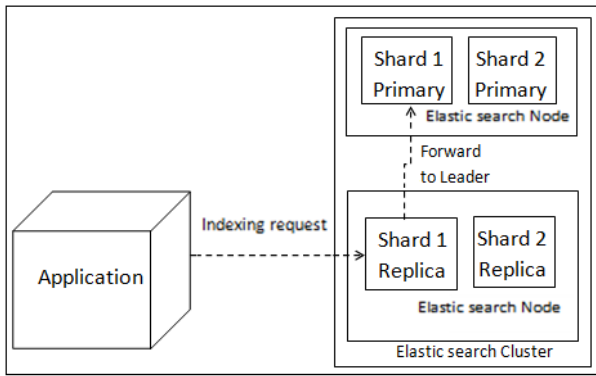 Shard 1
Primary
Shard 2
Primary
Elastic search Node
Forward
to Leader
Indexing request
Application
Shard 1
Replica
Shard 2
Replica
Elastic search Node
Elastic search Cluster